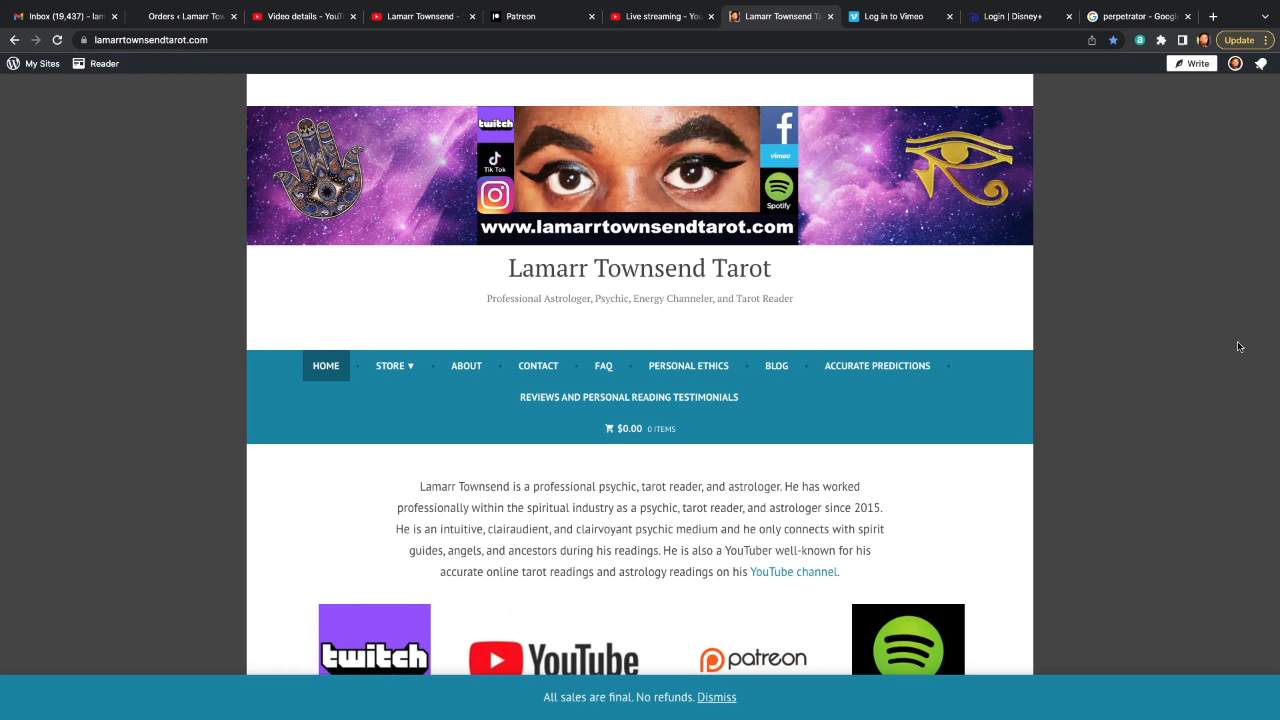 Inbox (19,437) - lam
Orders ‹ Lamarr Tow
Video details - YouT
Lamarr Townsend -
Patreon
Live streaming - You
Lamarr Townsend Ta
Log in to Vimeo
Login | Disney+
perpetrator - Google
lamarrtownsendtarot.com
Update
My Sites
Reader
Write
twitch
Tik Tok
f
vimeo
Spotify
www.lamarrtownsendtarot.com
Lamarr Townsend Tarot
Professional Astrologer, Psychic, Energy Channeler, and Tarot Reader
HOME • STORE ▼ • ABOUT • CONTACT • FAQ • PERSONAL ETHICS • BLOG • ACCURATE PREDICTIONS •
REVIEWS AND PERSONAL READING TESTIMONIALS
$0.00 0 ITEMS
Lamarr Townsend is a professional psychic, tarot reader, and astrologer. He has worked
professionally within the spiritual industry as a psychic, tarot reader, and astrologer since 2015.
He is an intuitive, clairaudient, and clairvoyant psychic medium and he only connects with spirit
guides, angels, and ancestors during his readings. He is also a YouTuber well-known for his
accurate online tarot readings and astrology readings on his YouTube channel.
twitch
YouTube
patreon
All sales are final. No refunds. Dismiss